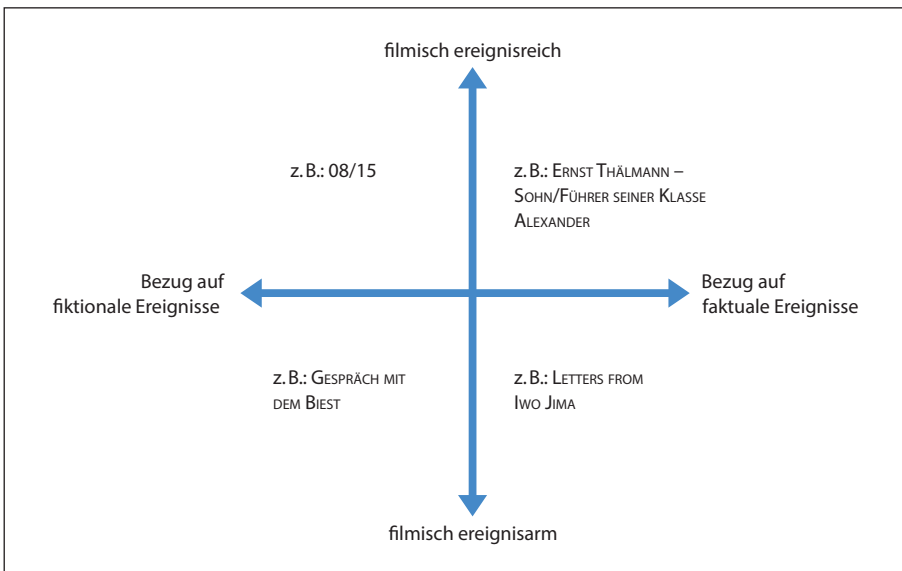 filmisch ereignisreich
z. B.: 08/15
z. B.: ERNST THÄLMANN –
SOHN/FÜHRER SEINER KLASSE
ALEXANDER
Bezug auf
fiktionale Ereignisse
Bezug auf
faktuale Ereignisse
z. B.: GESPRÄCH MIT
DEM BIEST
z. B.: LETTERS FROM
IWO JIMA
filmisch ereignisarm